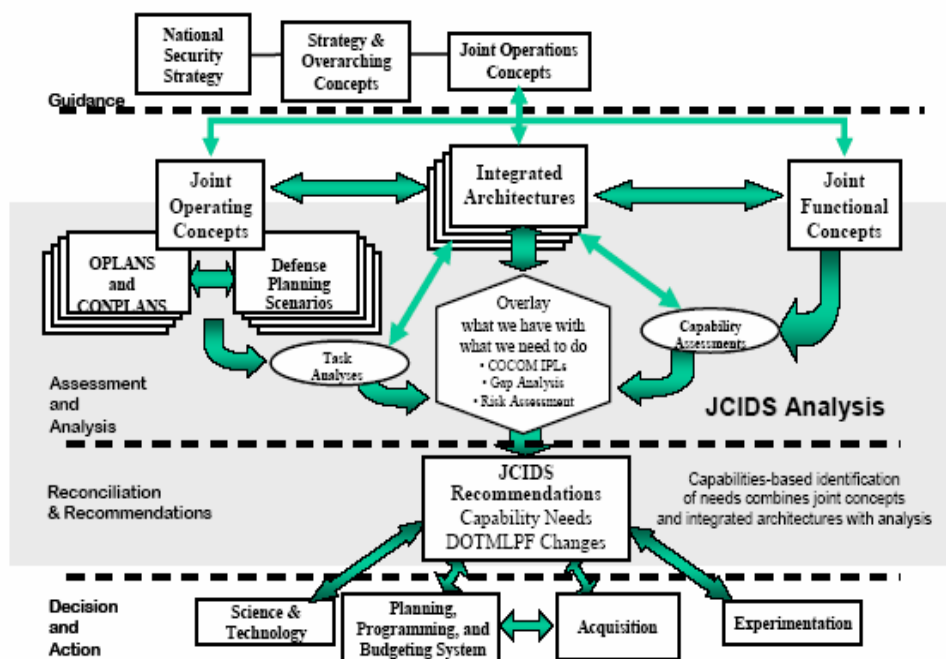 National
Security
Strategy
Strategy &
Overarching
Concepts
Joint Operations
Concepts
Guidance
Joint
Operating
Concepts
Integrated
Architectures
Joint
Functional
Concepts
OPLANS
and
CONPLANS
Defense
Planning
Scenarios
Overlay
what we have with
what we need to do
• COCOM IPLs
• Gap Analysis
• Risk Assessment
Task
Analyses
Capability
Assessments
Assessment
and
Analysis
JCIDS Analysis
Reconciliation
& Recommendations
JCIDS
Recommendations
Capability Needs
DOTMLPF Changes
Capabilities-based identification
of needs combines joint concepts
and integrated architectures with analysis
Decision
and
Action
Science &
Technology
Planning,
Programming, and
Budgeting System
Acquisition
Experimentation